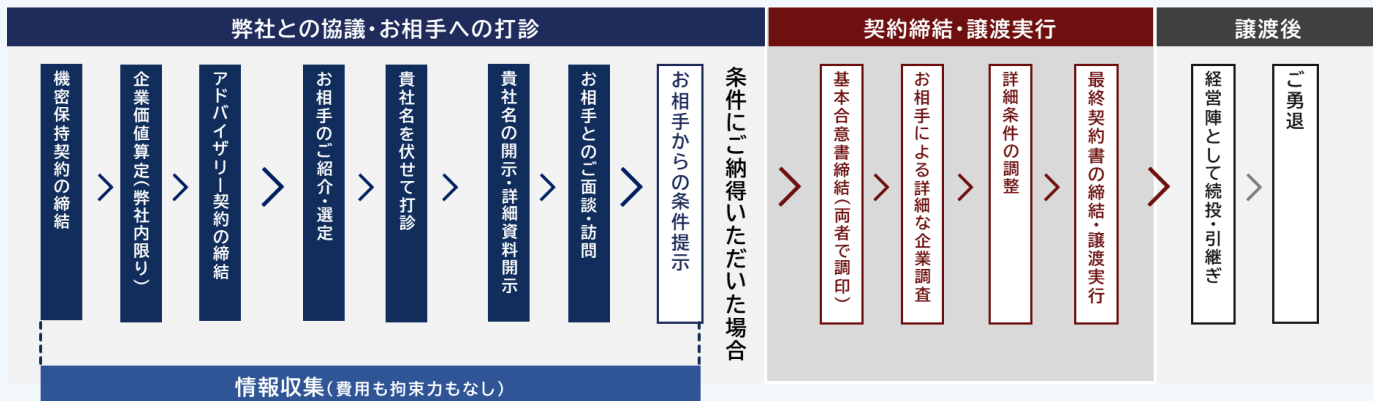 弊社との協議・お相手への打診
機密保持契約の締結
企業価値算定(弊社内限り)
アドバイザリー契約の締結
お相手のご紹介・選定
貴社名を伏せて打診
貴社名の開示・詳細資料開示
お相手とのご面談・訪問
お相手からの条件提示
条件にご納得いただいた場合
情報収集(費用も拘束力もなし)
契約締結・譲渡実行
基本合意書締結(両者で調印)
お相手による詳細な企業調査
詳細条件の調整
最終契約書の締結・譲渡実行
譲渡後
経営陣として続投・引継ぎ
ご勇退